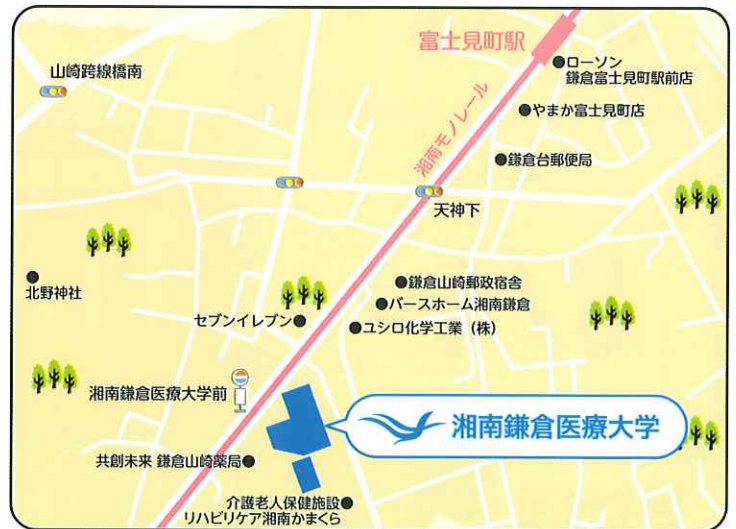 富士見町駅
ローソン
鎌倉富士見町駅前店
山崎跨線橋南
やまか富士見町店
湘南モノレール
鎌倉台郵便局
天神下
鎌倉山崎郵政宿舎
北野神社
バースホーム湘南鎌倉
セブンイレブン
ユシロ化学工業（株）
湘南鎌倉医療大学前
湘南鎌倉医療大学
共創未来 鎌倉山崎薬局
介護老人保健施設
リハビリケア湘南かまくら